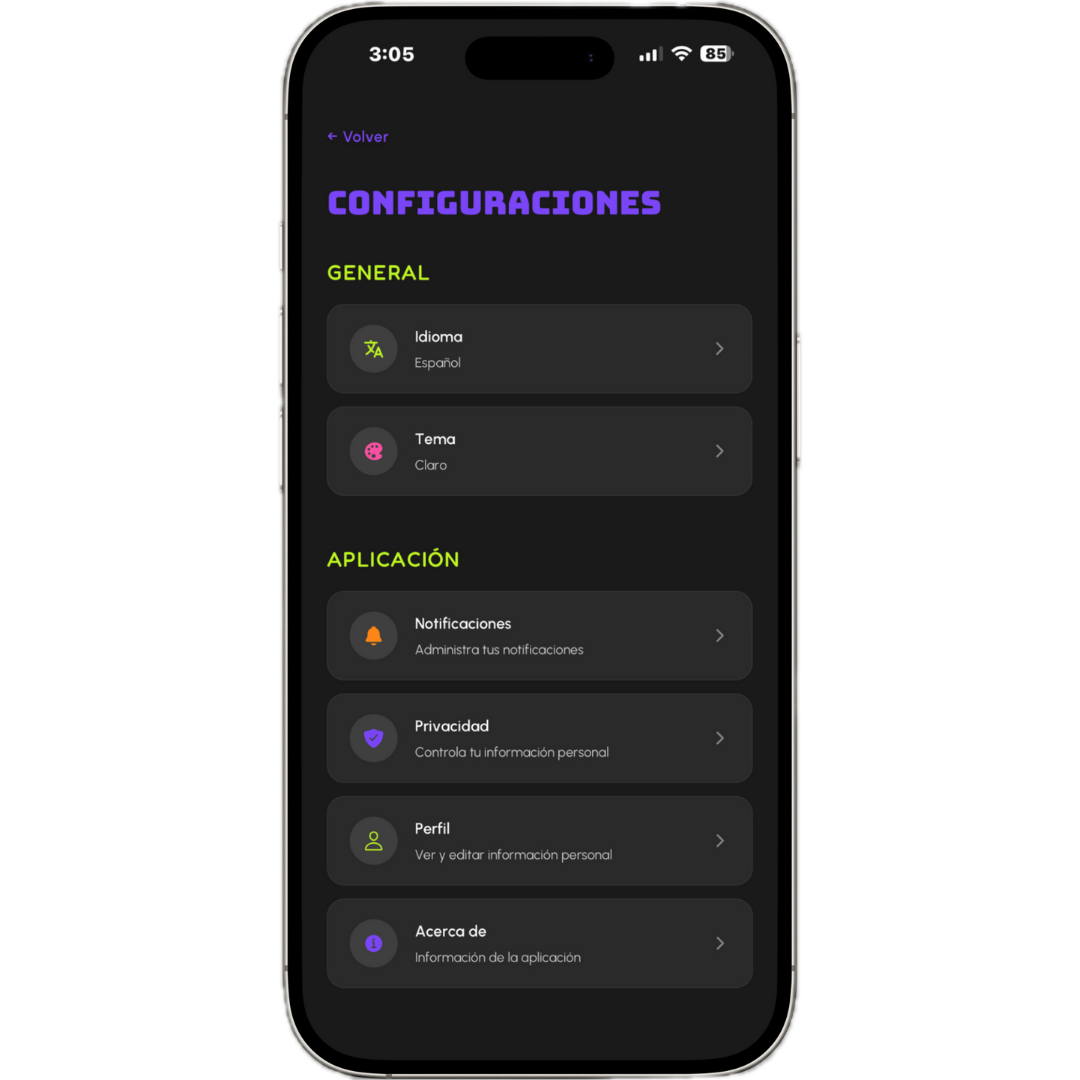 3:05
85
← Volver
CONFIGURACIONES
GENERAL
Idioma
Español
Tema
Claro
APLICACIÓN
Notificaciones
Administra tus notificaciones
Privacidad
Controla tu información personal
Perfil
Ver y editar información personal
Acerca de
Información de la aplicación